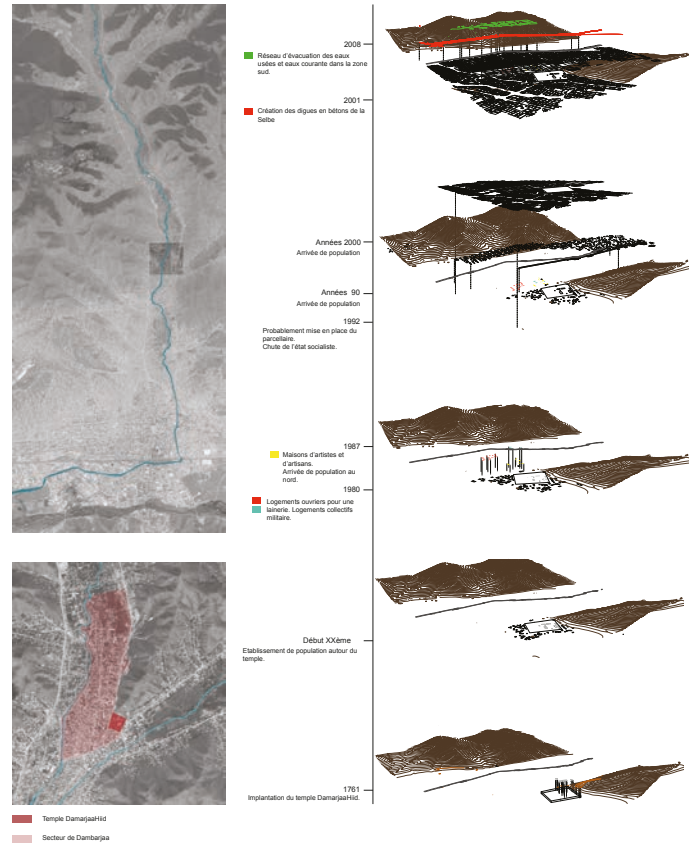 2008
Réseau d'évacuation des eaux
usées et eaux courante dans la zone
sud.
2001
Création des digues en bétons de la
Selbe
Années 2000
Arrivée de population
Années 90
Arrivée de population
1992
Probablement mise en place du
parcellaire.
Chute de l'état socialiste.
1987
Maisons d'artistes et
d'artisans.
Arrivée de population au
nord.
1980
Logements ouvriers pour une
lainerie. Logements collectifs
militaire.
Début XXème
Etablissement de population autour du
temple.
1761
Implantation du temple DamarjaaHiid.
Temple DamarjaaHiid
Secteur de Dambarjaa